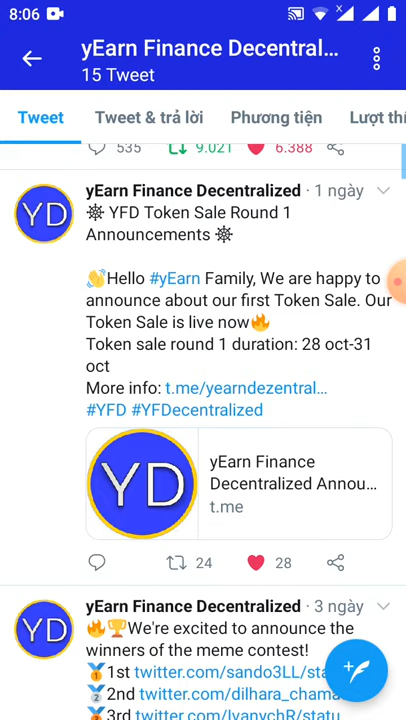 8:06
yEarn Finance Decentral...
15 Tweet
Tweet
Tweet & trả lời
Phương tiện
Lượt thí
535
9.021
6.388
yEarn Finance Decentralized · 1 ngày
YFD Token Sale Round 1
Announcements
👋Hello #yEarn Family, We are happy to
announce about our first Token Sale. Our
Token Sale is live now🔥
Token sale round 1 duration: 28 oct-31
oct
More info: t.me/yearndezentral...
#YFD #YFDecentralized
YD
yEarn Finance
Decentralized Annou...
t.me
24
28
yEarn Finance Decentralized · 3 ngày
YD
🔥🏆We're excited to announce the
winners of the meme contest!
🥇1st twitter.com/sando3LL/sta
🥈2nd twitter.com/dilhara_chama
🥉3rd twitter.com/IvanychR/statu